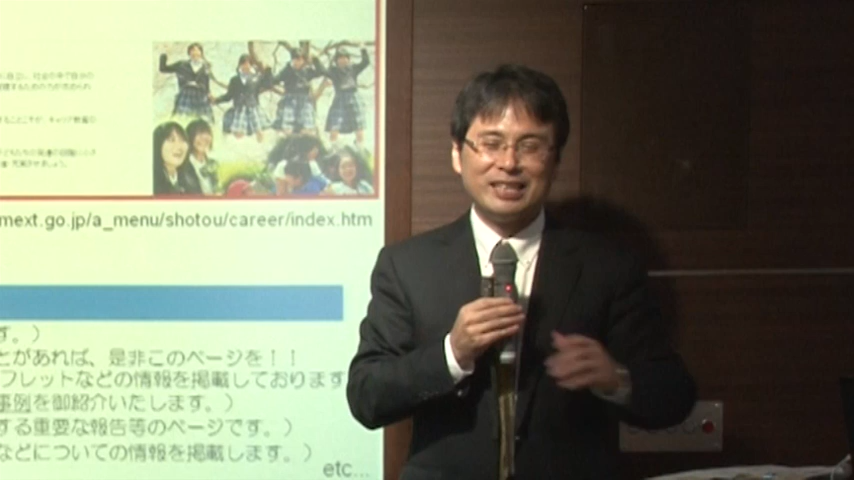 mext.go.jp/a_menu/shotou/career/index.htm
す。）
とがあれば、是非このページを！！
フレットなどの情報を掲載しております
事例を御紹介いたします。）
する重要な報告等のページです。）
などについての情報を掲載します。）
etc...